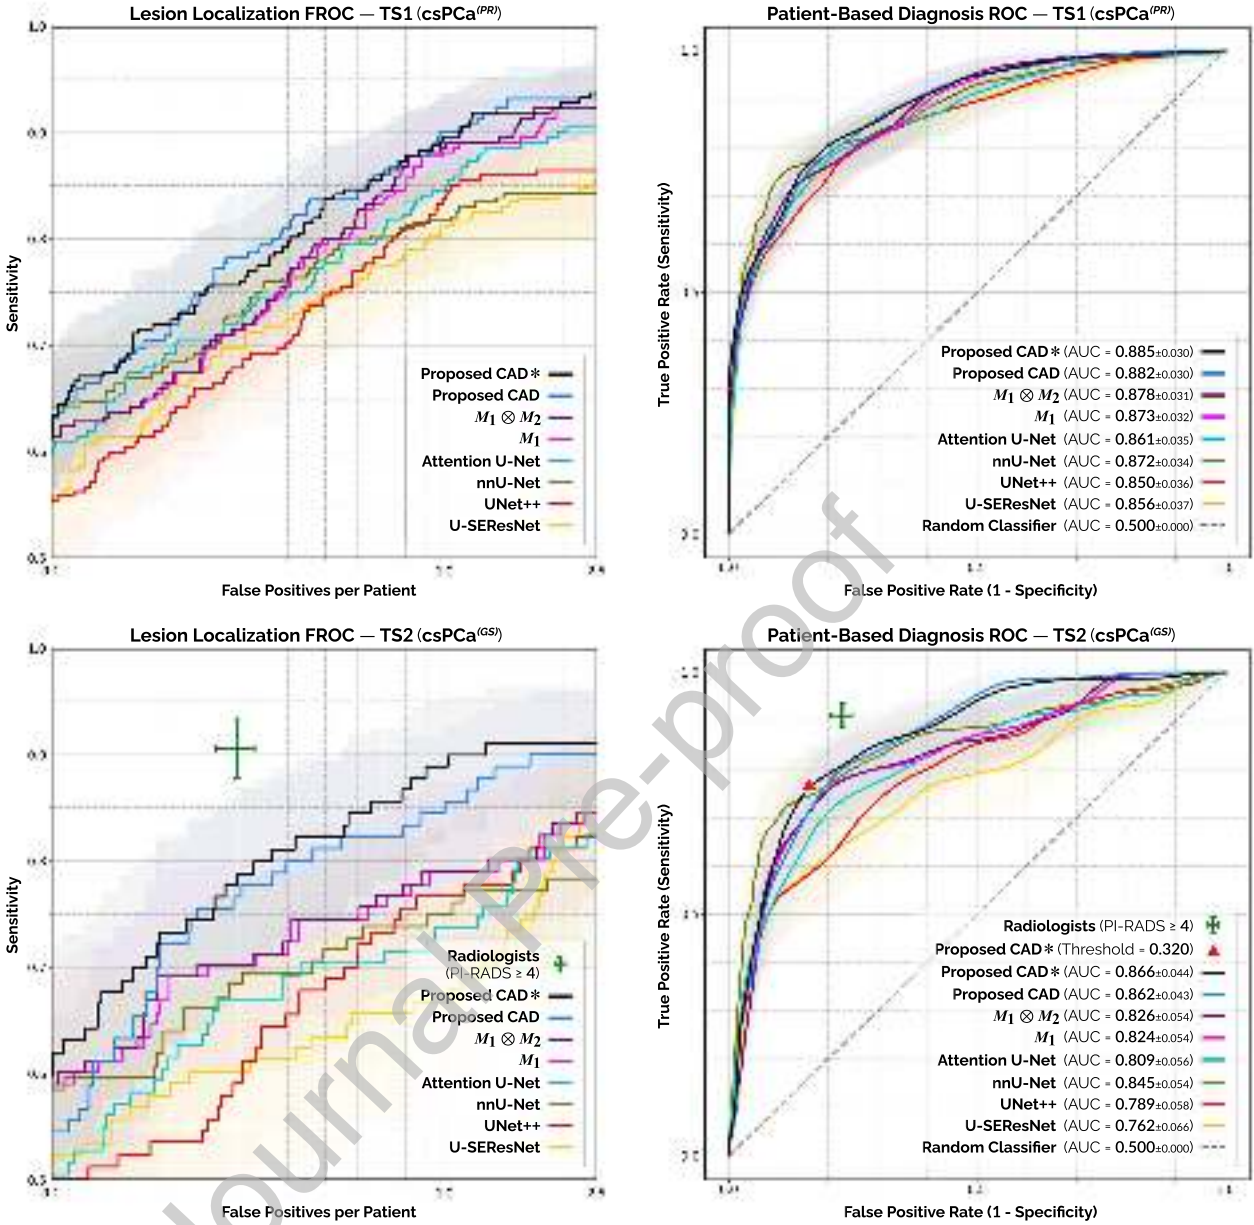 Lesion Localization FROC — TS1 (csPCa(PR))
Sensitivity
Proposed CAD*
Proposed CAD
M1 ⊗ M2
M1
Attention U-Net
nnU-Net
UNet++
U-SEResNet
False Positives per Patient
Patient-Based Diagnosis ROC — TS1 (csPCa(PR))
True Positive Rate (Sensitivity)
Proposed CAD* (AUC = 0.885±0.030)
Proposed CAD (AUC = 0.882±0.030)
M1 ⊗ M2 (AUC = 0.878±0.031)
M1 (AUC = 0.873±0.032)
Attention U-Net (AUC = 0.861±0.035)
nnU-Net (AUC = 0.872±0.034)
UNet++ (AUC = 0.850±0.036)
U-SEResNet (AUC = 0.856±0.037)
Random Classifier (AUC = 0.500±0.000)
False Positive Rate (1 - Specificity)
Lesion Localization FROC — TS2 (csPCa(GS))
1.0
Sensitivity
Radiologists
(PI-RADS ≥ 4)
Proposed CAD*
Proposed CAD
M1 ⊗ M2
M1
Attention U-Net
nnU-Net
UNet++
U-SEResNet
False Positives per Patient
Patient-Based Diagnosis ROC — TS2 (csPCa(GS))
True Positive Rate (Sensitivity)
Radiologists (PI-RADS ≥ 4)
Proposed CAD* (Threshold = 0.320)
Proposed CAD* (AUC = 0.866±0.044)
Proposed CAD (AUC = 0.862±0.043)
M1 ⊗ M2 (AUC = 0.826±0.054)
M1 (AUC = 0.824±0.054)
Attention U-Net (AUC = 0.809±0.056)
nnU-Net (AUC = 0.845±0.054)
UNet++ (AUC = 0.789±0.058)
U-SEResNet (AUC = 0.762±0.066)
Random Classifier (AUC = 0.500±0.000)
False Positive Rate (1 - Specificity)
Journal Pre-proof